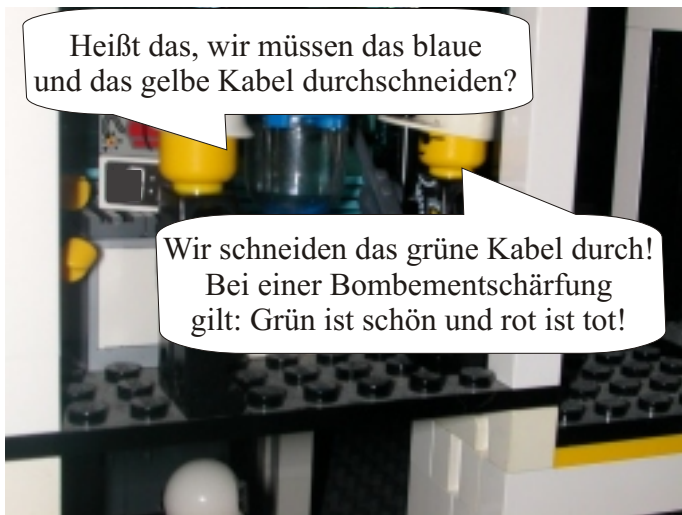 Heißt das, wir müssen das blaue
und das gelbe Kabel durchschneiden?
Wir schneiden das grüne Kabel durch!
Bei einer Bombementschärfung
gilt: Grün ist schön und rot ist tot!